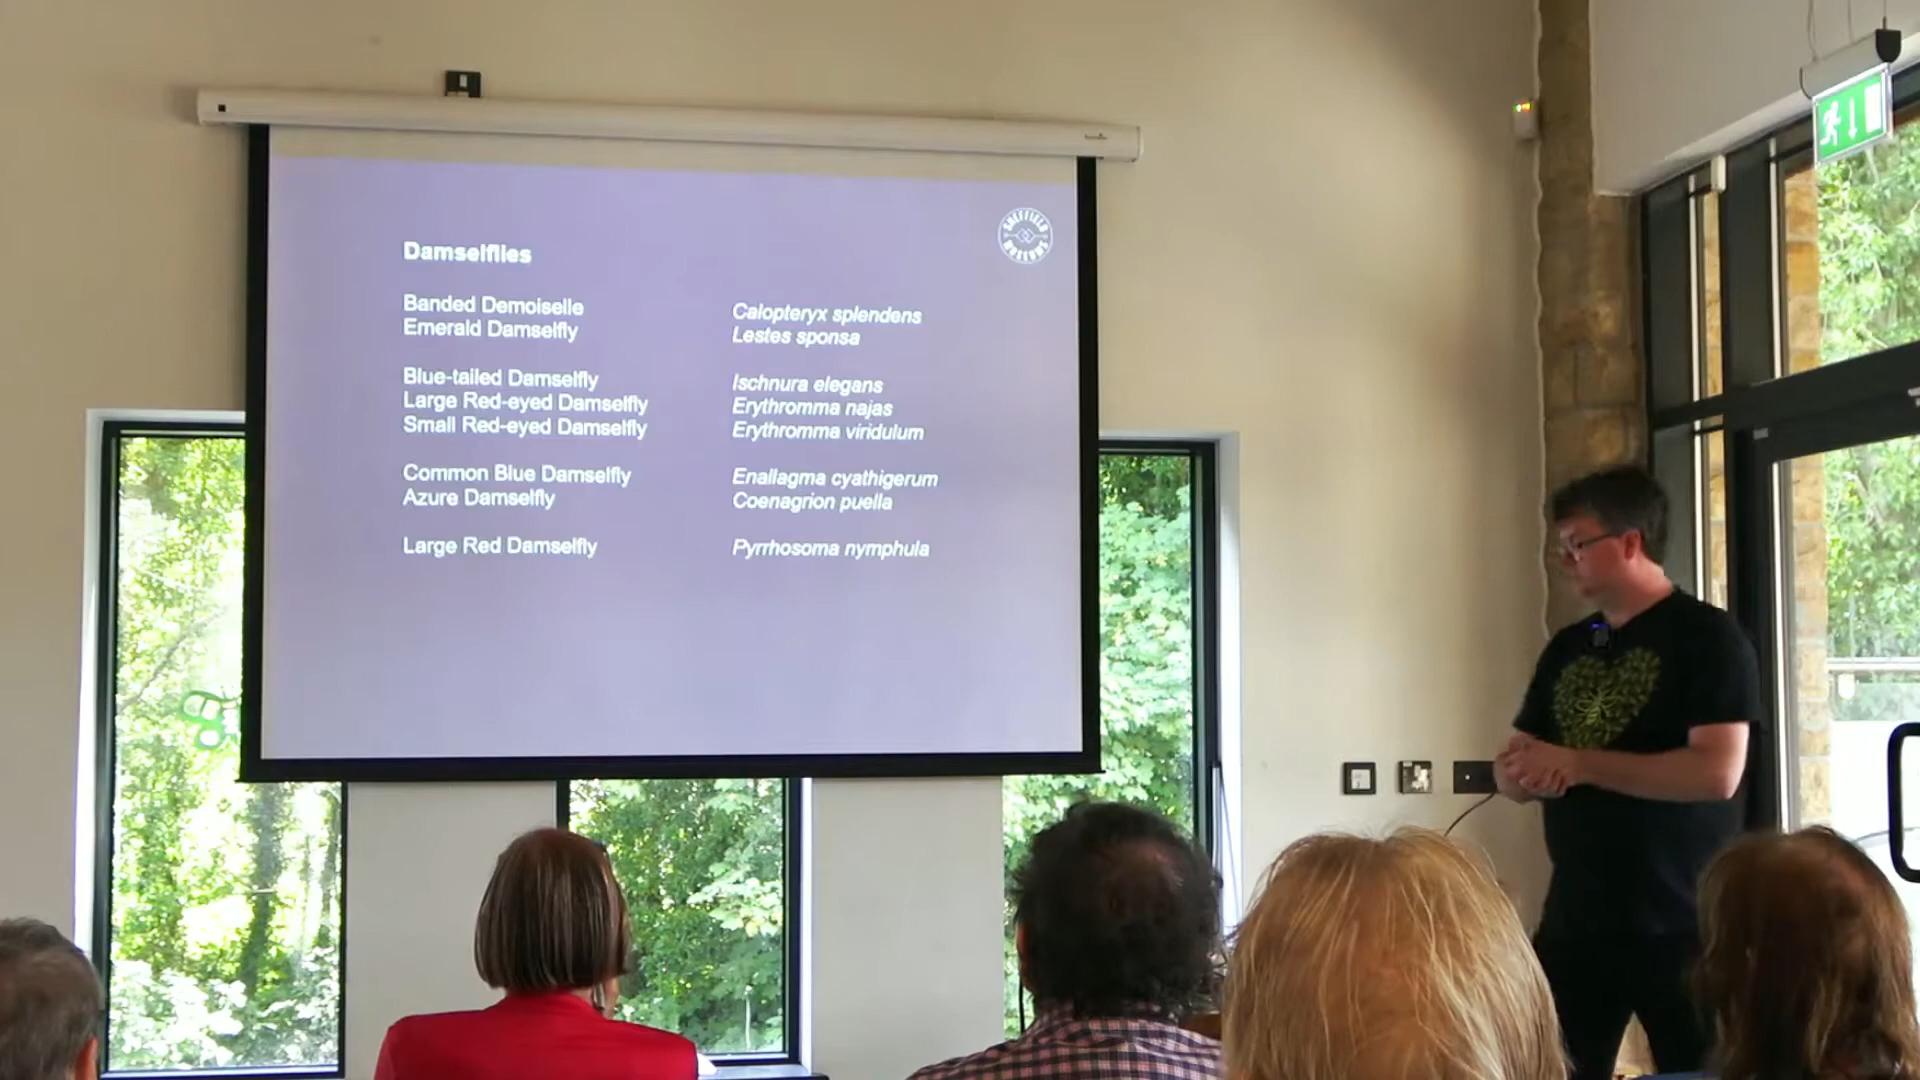 SHEFFIELD
MUSEUMS
Damselflies
Banded Demoiselle Calopteryx splendens
Emerald Damselfly Lestes sponsa
Blue-tailed Damselfly Ischnura elegans
Large Red-eyed Damselfly Erythromma najas
Small Red-eyed Damselfly Erythromma viridulum
Common Blue Damselfly Enallagma cyathigerum
Azure Damselfly Coenagrion puella
Large Red Damselfly Pyrrhosoma nymphula